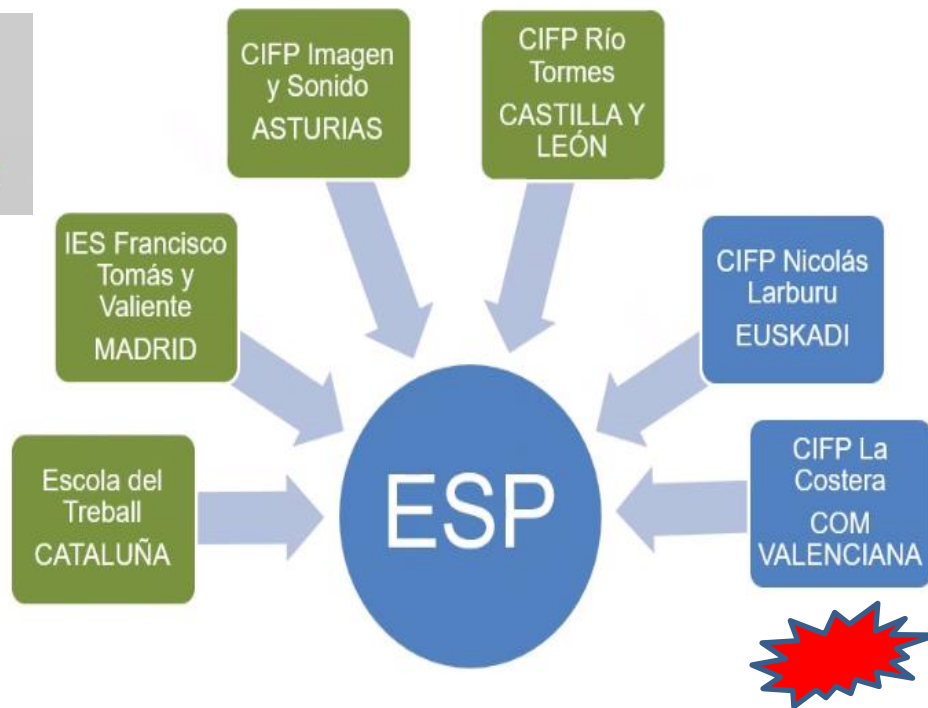 CIFP Imagen
y Sonido
ASTURIAS
CIFP Río
Tormes
CASTILLA Y
LEÓN
IES Francisco
Tomás y
Valiente
MADRID
CIFP Nicolás
Larburu
EUSKADI
Escola del
Treball
CATALUÑA
ESP
CIFP La
Costera
COM
VALENCIANA